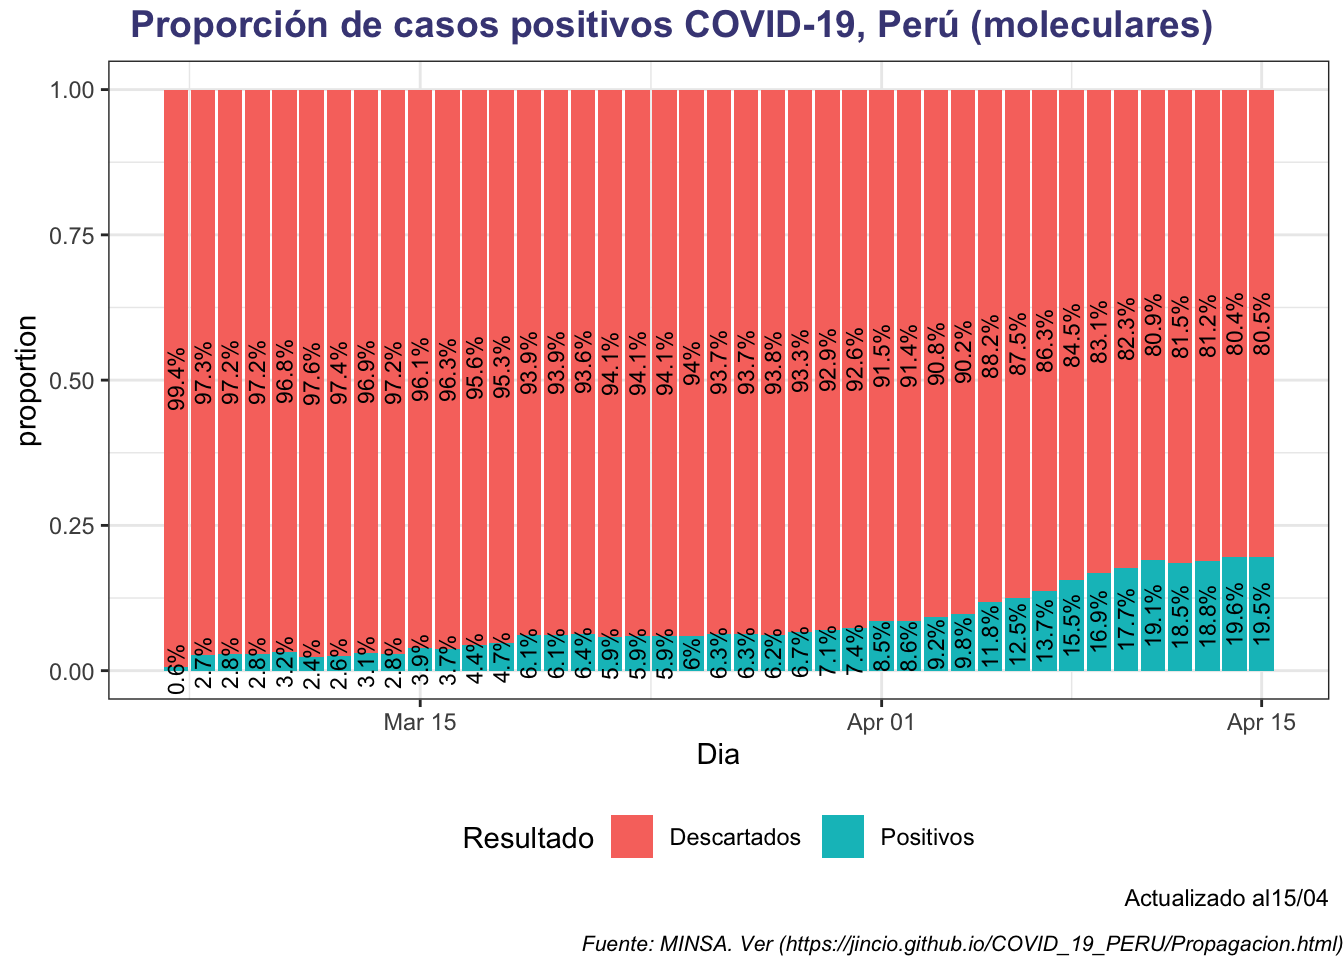 Proporción de casos positivos COVID-19, Perú (moleculares)
proportion
1.00
0.75
0.50
0.25
0.00
99.4% 97.3% 97.2% 97.2% 96.8% 97.6% 97.4% 96.9% 97.2% 96.1% 96.3% 95.6% 95.3% 93.9% 93.9% 93.6% 94.1% 94.1% 94.1% 94% 93.7% 93.7% 93.8% 93.3% 92.9% 92.6% 91.5% 91.4% 90.8% 90.2% 88.2% 87.5% 86.3% 84.5% 83.1% 82.3% 80.9% 81.5% 81.2% 80.4% 80.5%
0.6% 2.7% 2.8% 2.8% 3.2% 2.4% 2.6% 3.1% 2.8% 3.9% 3.7% 4.4% 4.7% 6.1% 6.1% 6.4% 5.9% 5.9% 5.9% 6% 6.3% 6.3% 6.2% 6.7% 7.1% 7.4% 8.5% 8.6% 9.2% 9.8% 11.8% 12.5% 13.7% 15.5% 16.9% 17.7% 19.1% 18.5% 18.8% 19.6% 19.5%
Mar 15 Apr 01 Apr 15
Dia
Resultado Descartados Positivos
Actualizado al15/04
Fuente: MINSA. Ver (https://jincio.github.io/COVID_19_PERU/Propagacion.html)